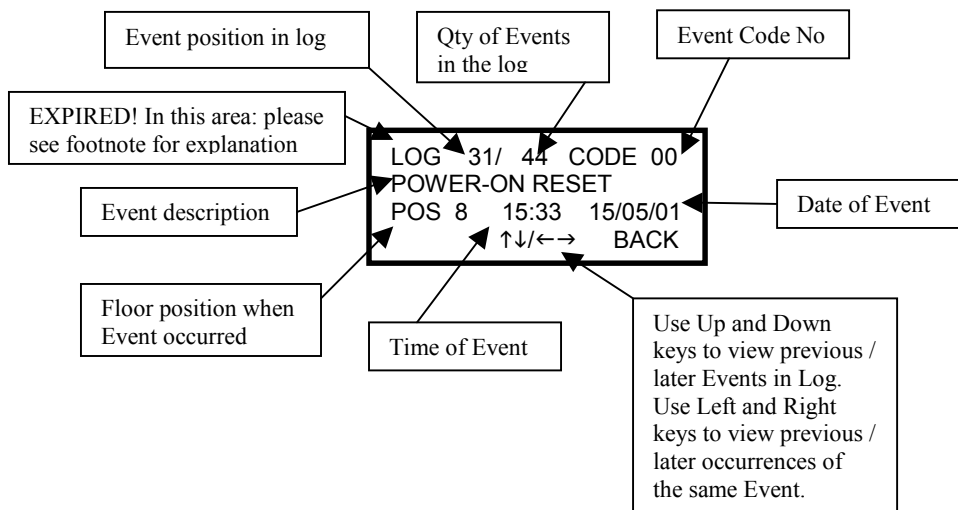 Event position in log
Qty of Events
in the log
Event Code No
EXPIRED! In this area: please
see footnote for explanation
LOG 31/ 44 CODE 00
POWER-ON RESET
POS 8 15:33 15/05/01
↑↓/←→ BACK
Event description
Date of Event
Floor position when
Event occurred
Time of Event
Use Up and Down
keys to view previous /
later Events in Log.
Use Left and Right
keys to view previous /
later occurrences of
the same Event.